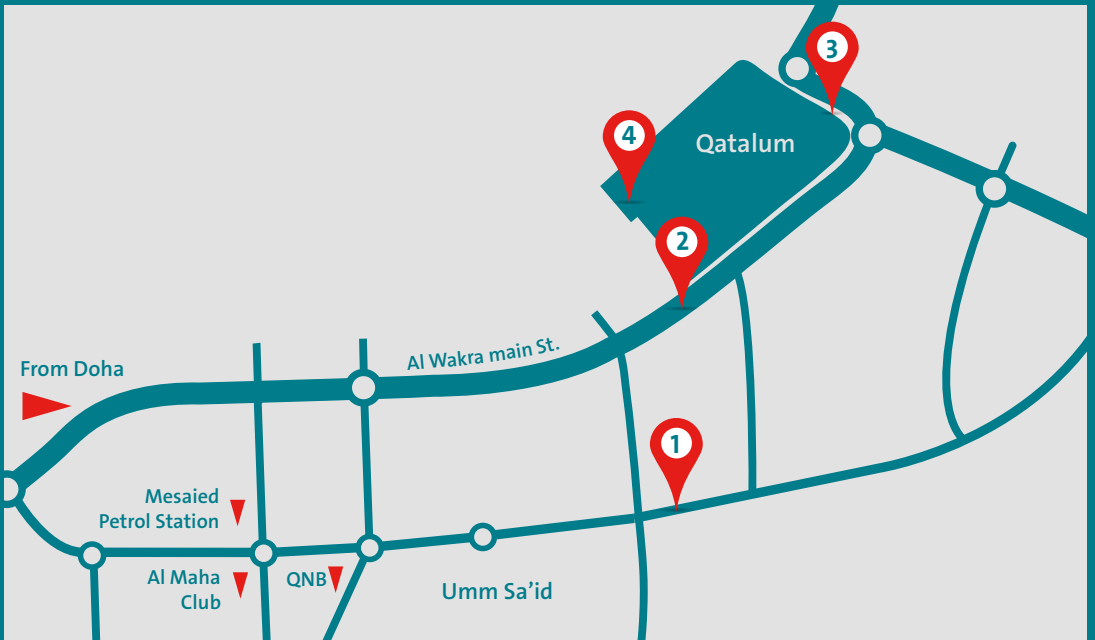 3
4
Qatalum
2
Al Wakra main St.
From Doha
1
Mesaied
Petrol Station
Al Maha
Club
QNB
Umm Sa’id